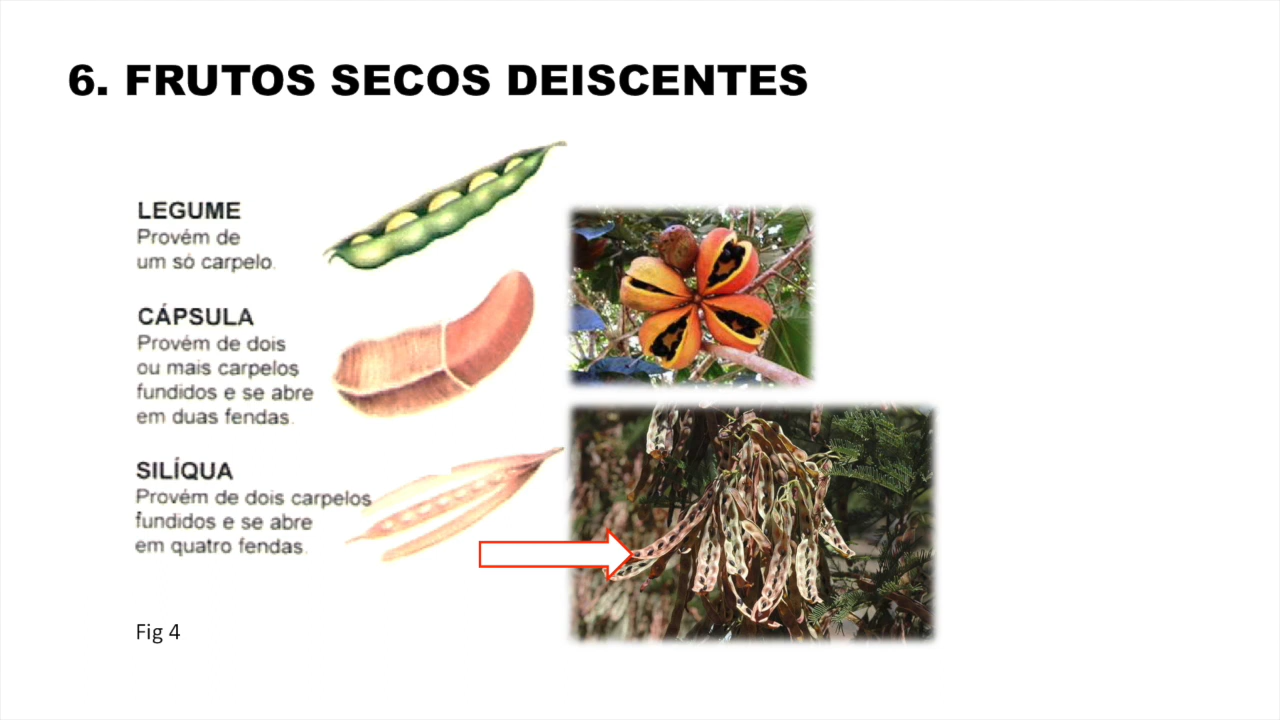 6. FRUTOS SECOS DEISCENTES
LEGUME
Provém de
um só carpelo.
CÁPSULA
Provém de dois
ou mais carpelos
fundidos e se abre
em duas fendas.
SILÍQUA
Provém de dois carpelos
fundidos e se abre
em quatro fendas.
Fig 4